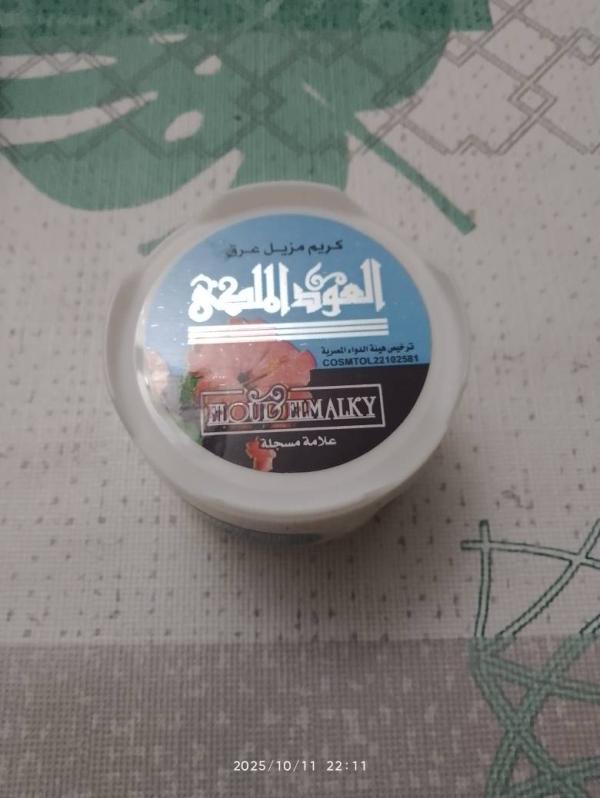 كريم مزيل عرق
العود الملكي
ترخيص هيئة الدواء المصرية
COSMTOL22102581
ELOUD ELMALKY
علامة مسجلة
2025/10/11 22:11